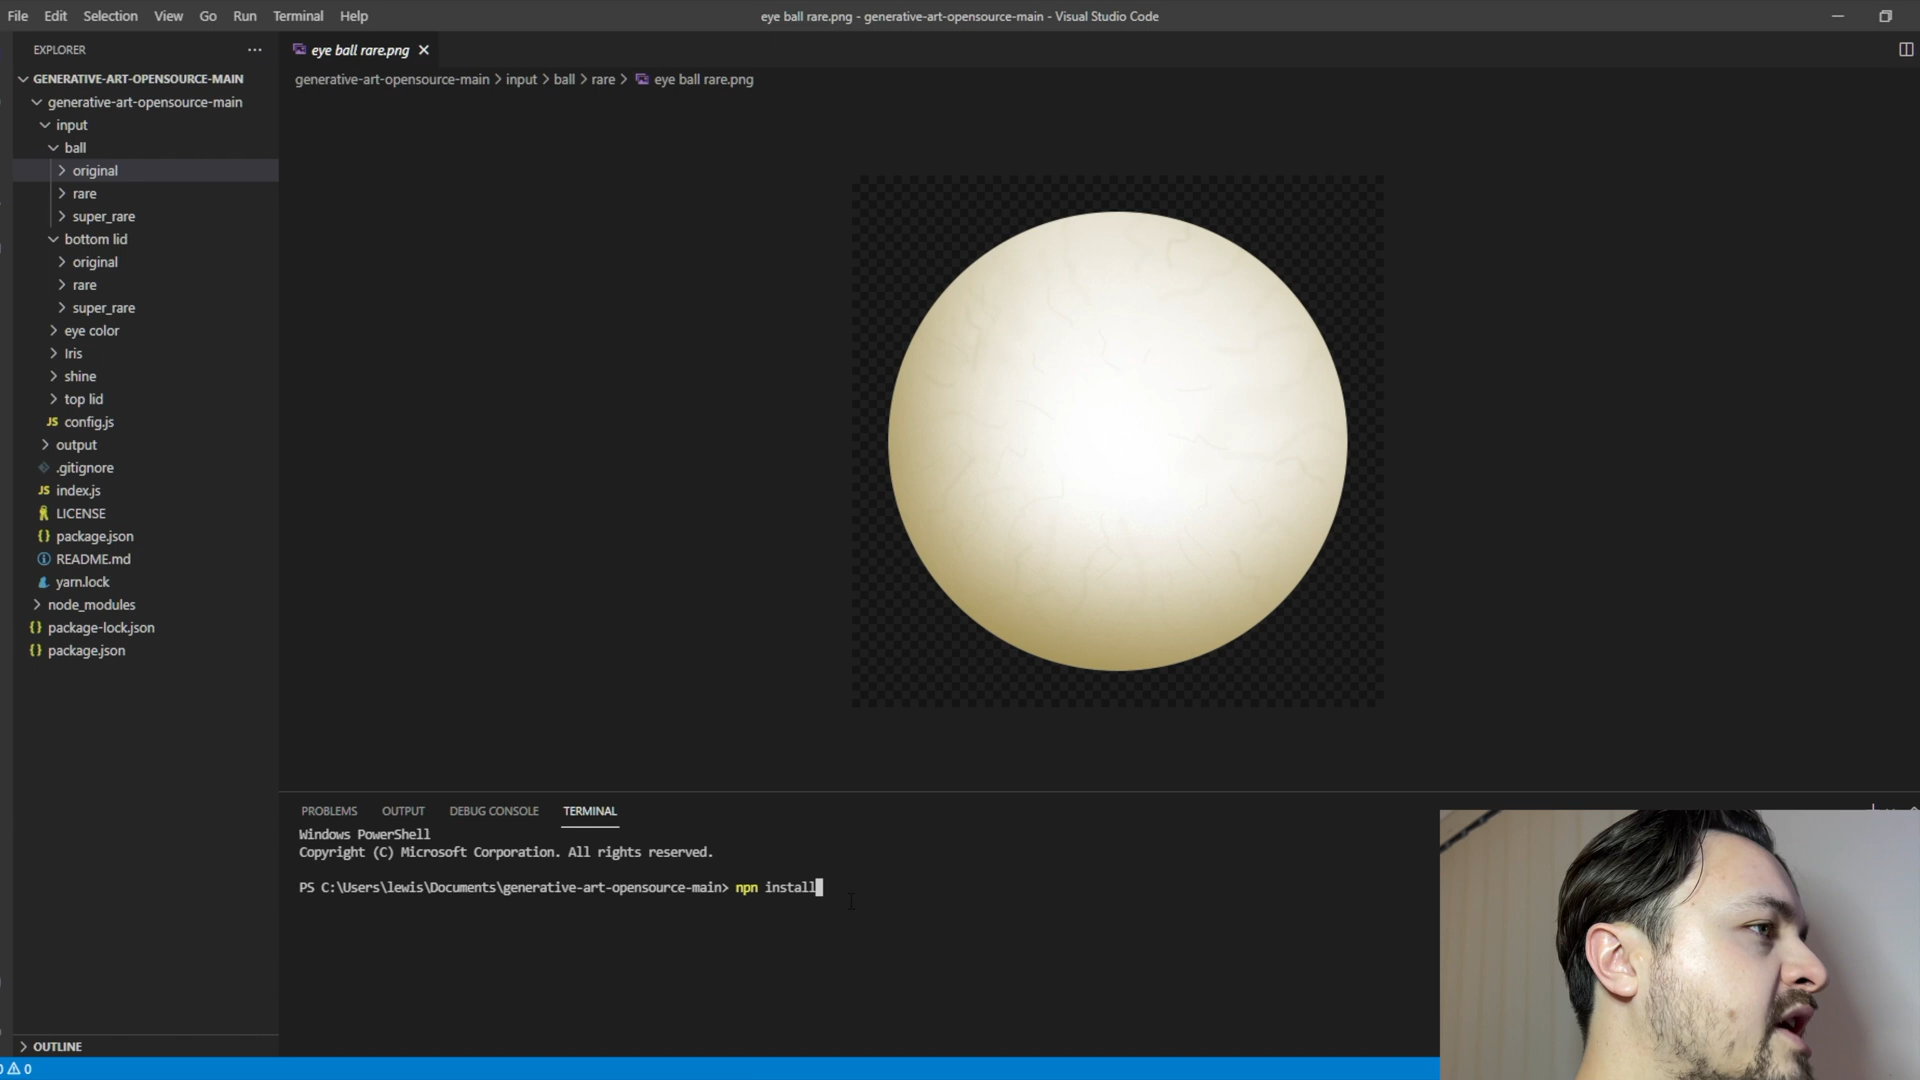 File Edit Selection View Go Run Terminal Help
eye ball rare.png - generative-art-opensource-main - Visual Studio Code
EXPLORER
eye ball rare.png
generative-art-opensource-main > input > ball > rare > eye ball rare.png
GENERATIVE-ART-OPENSOURCE-MAIN
generative-art-opensource-main
input
ball
original
rare
super_rare
bottom lid
original
rare
super_rare
eye color
Iris
shine
top lid
JS config.js
output
.gitignore
JS index.js
LICENSE
{} package.json
README.md
yarn.lock
node_modules
{} package-lock.json
{} package.json
PROBLEMS OUTPUT DEBUG CONSOLE TERMINAL
Windows PowerShell
Copyright (C) Microsoft Corporation. All rights reserved.
PS C:\Users\lewis\Documents\generative-art-opensource-main> npn install
OUTLINE
0